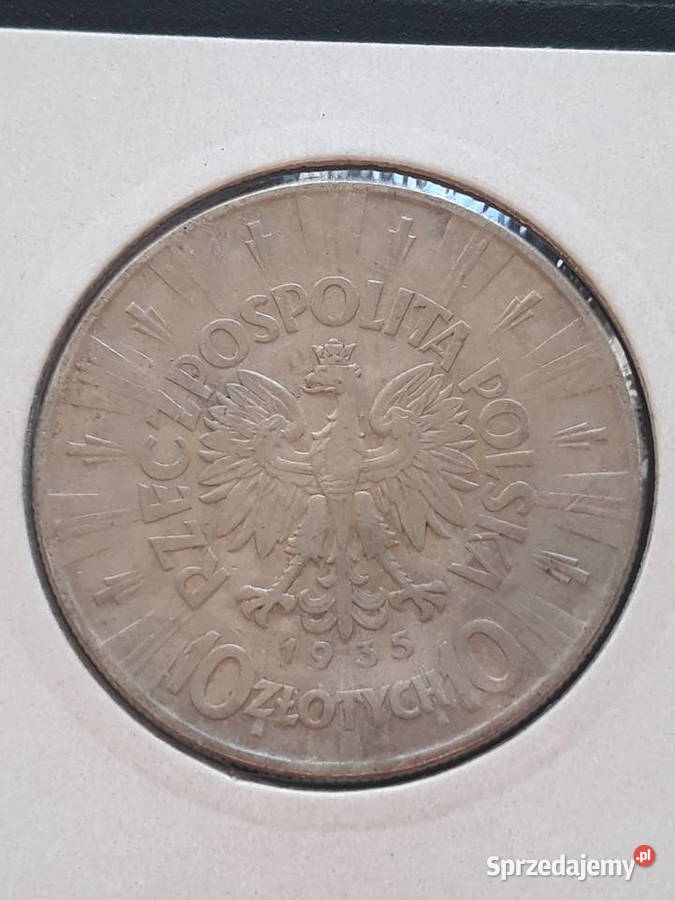 RZECZPOSPOLITA POLSKA
1935
10 ZŁOTYCH 10
Sprzedajemy.pl